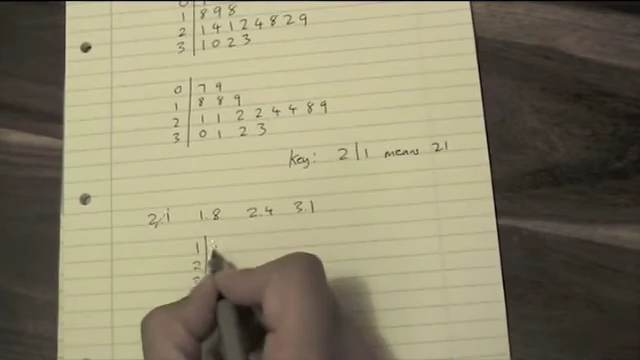 1 | 8 9 8
2 | 1 4 1 2 4 8 2 9
3 | 1 0 2 3
0 | 7 9
1 | 8 8 9
2 | 1 1 2 2 4 4 8 9
3 | 0 1 2 3
Key: 2 | 1 means 21
2.1 1.8 2.4 3.1
1 |
2 |